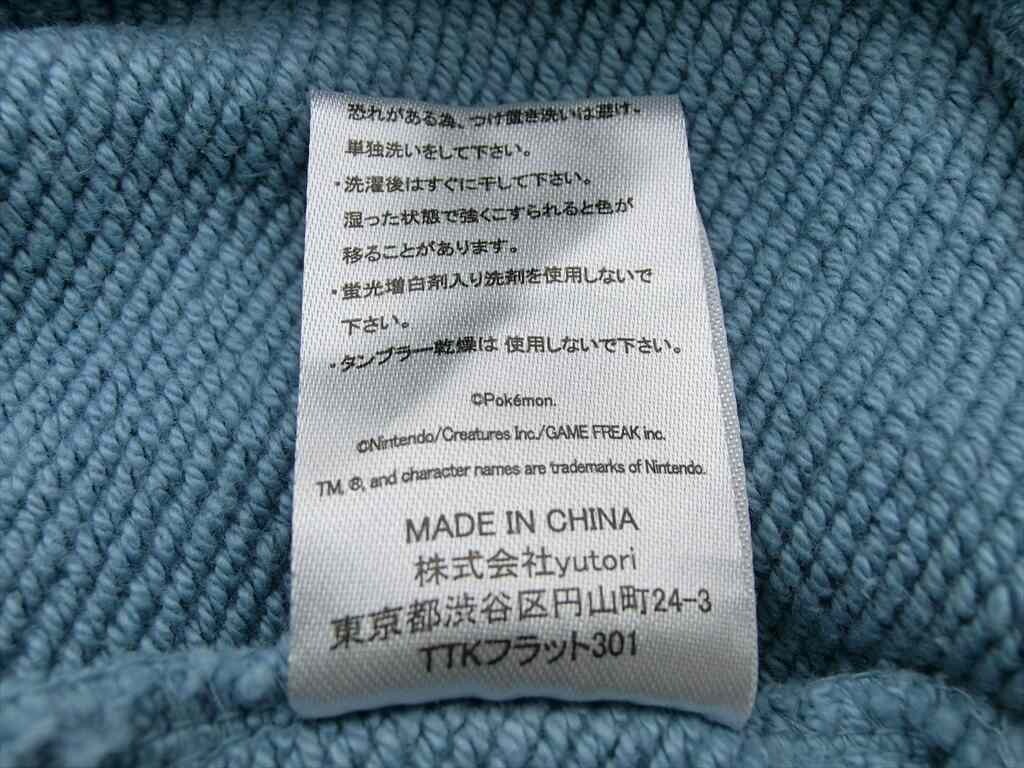 恐れがある為、つけ置き洗いは避け、
単独洗いをして下さい。
・洗濯後はすぐに干して下さい。
湿った状態で強くこすられると色が
移ることがあります。
・蛍光増白剤入り洗剤を使用しないで
下さい。
・タンブラー乾燥は 使用しないで下さい。
©Pokémon.
©Nintendo/Creatures Inc./GAME FREAK inc.
TM, ®, and character names are trademarks of Nintendo.
MADE IN CHINA
株式会社yutori
東京都渋谷区円山町24-3
TTKフラット301